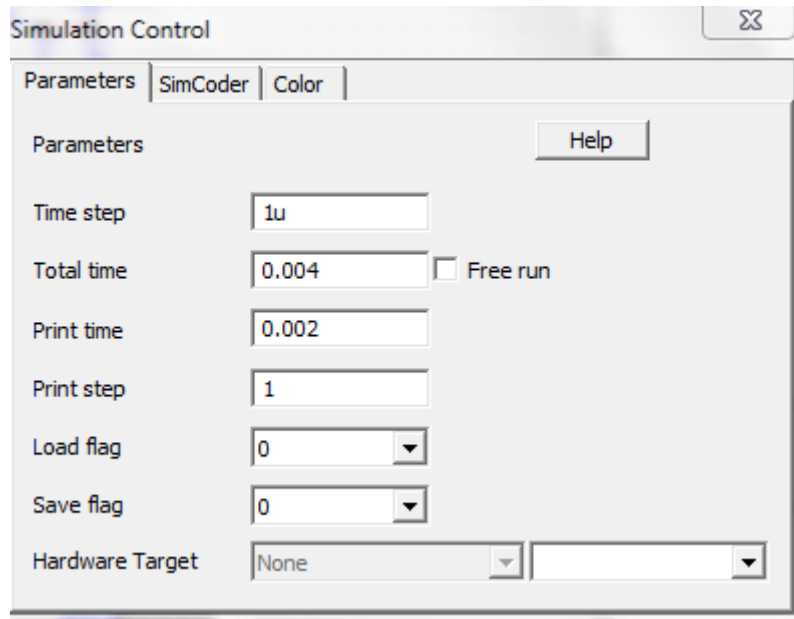 Simulation Control
Parameters SimCoder Color
Parameters Help
Time step 1u
Total time 0.004 Free run
Print time 0.002
Print step 1
Load flag 0
Save flag 0
Hardware Target None